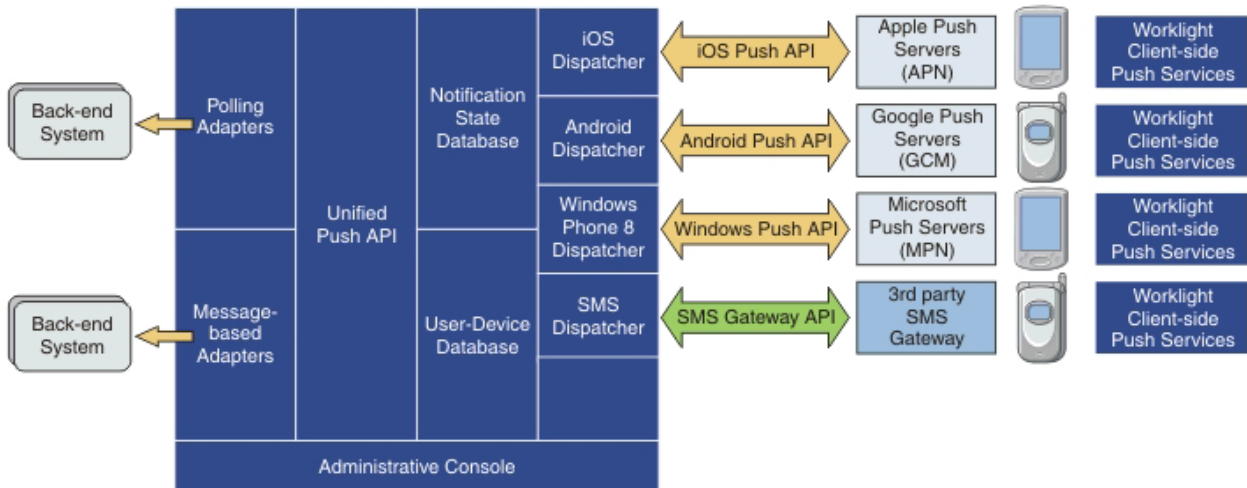 Back-end
System
Back-end
System
Polling
Adapters
Message-
based
Adapters
Unified
Push API
Notification
State
Database
User-Device
Database
iOS
Dispatcher
Android
Dispatcher
Windows
Phone 8
Dispatcher
SMS
Dispatcher
Administrative Console
iOS Push API
Android Push API
Windows Push API
SMS Gateway API
Apple Push
Servers
(APN)
Google Push
Servers
(GCM)
Microsoft
Push Servers
(MPN)
3rd party
SMS
Gateway
Worklight
Client-side
Push Services
Worklight
Client-side
Push Services
Worklight
Client-side
Push Services
Worklight
Client-side
Push Services